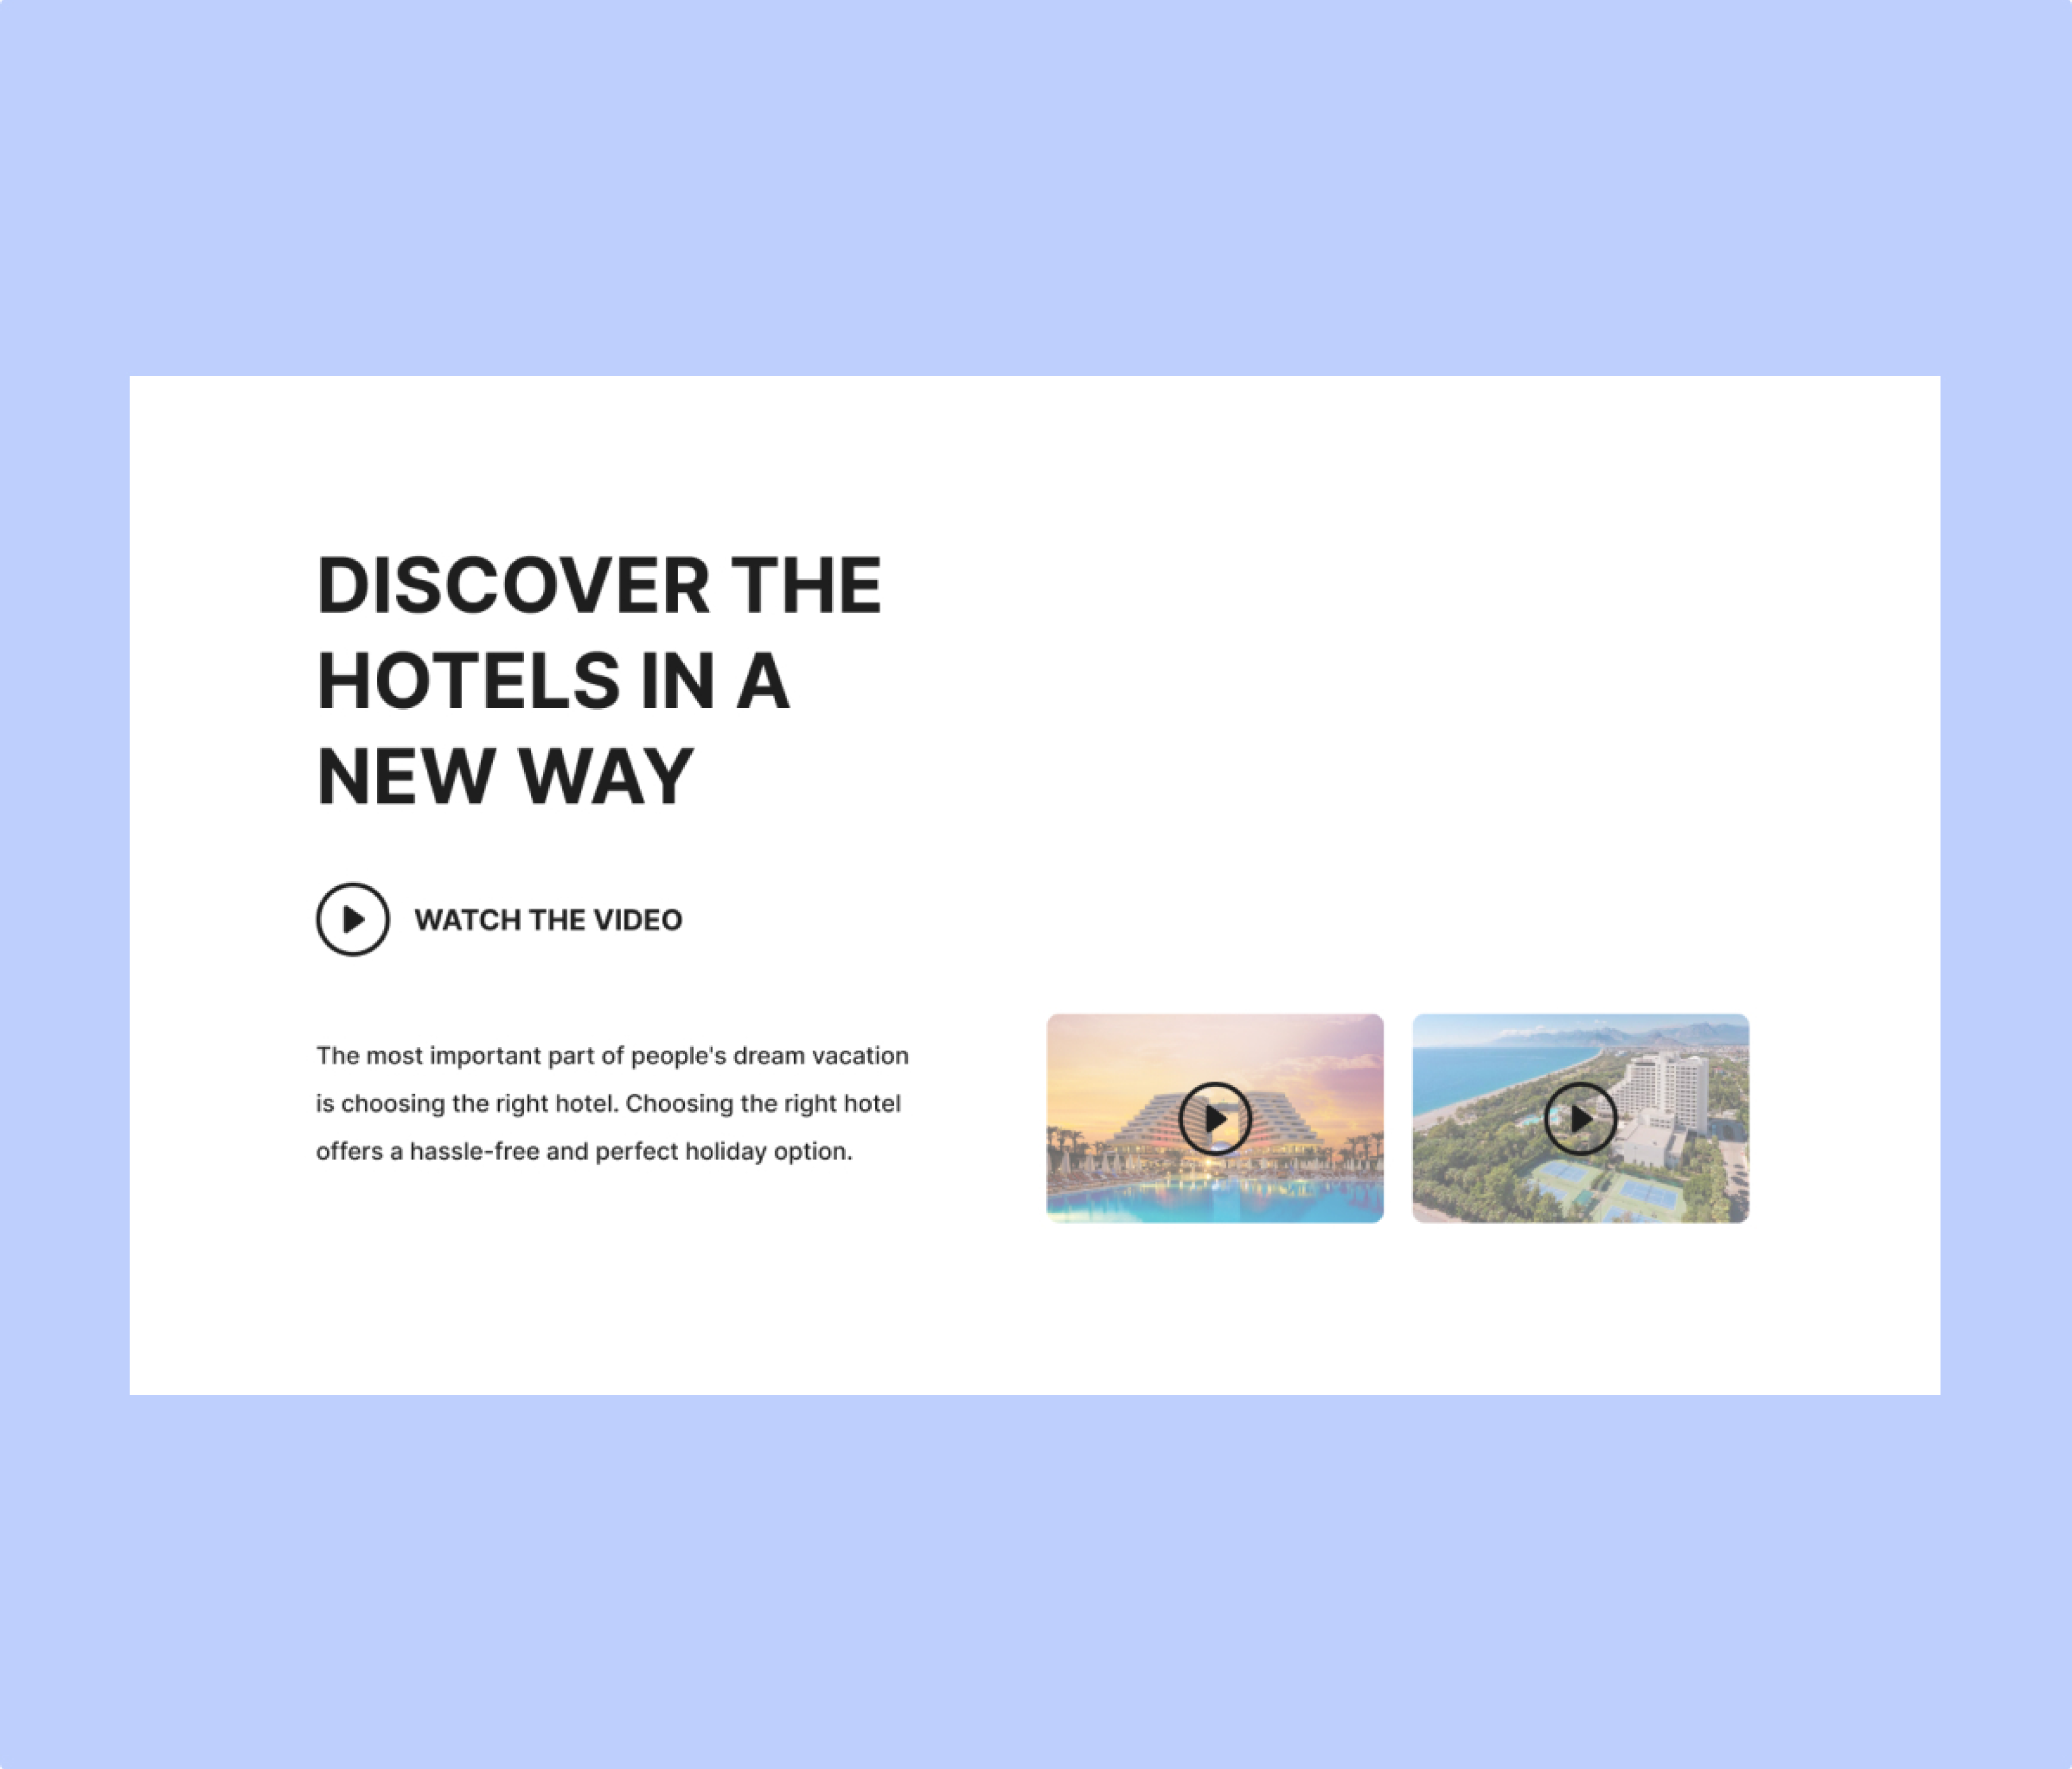 DISCOVER THE
HOTELS IN A
NEW WAY
WATCH THE VIDEO
The most important part of people's dream vacation
is choosing the right hotel. Choosing the right hotel
offers a hassle-free and perfect holiday option.